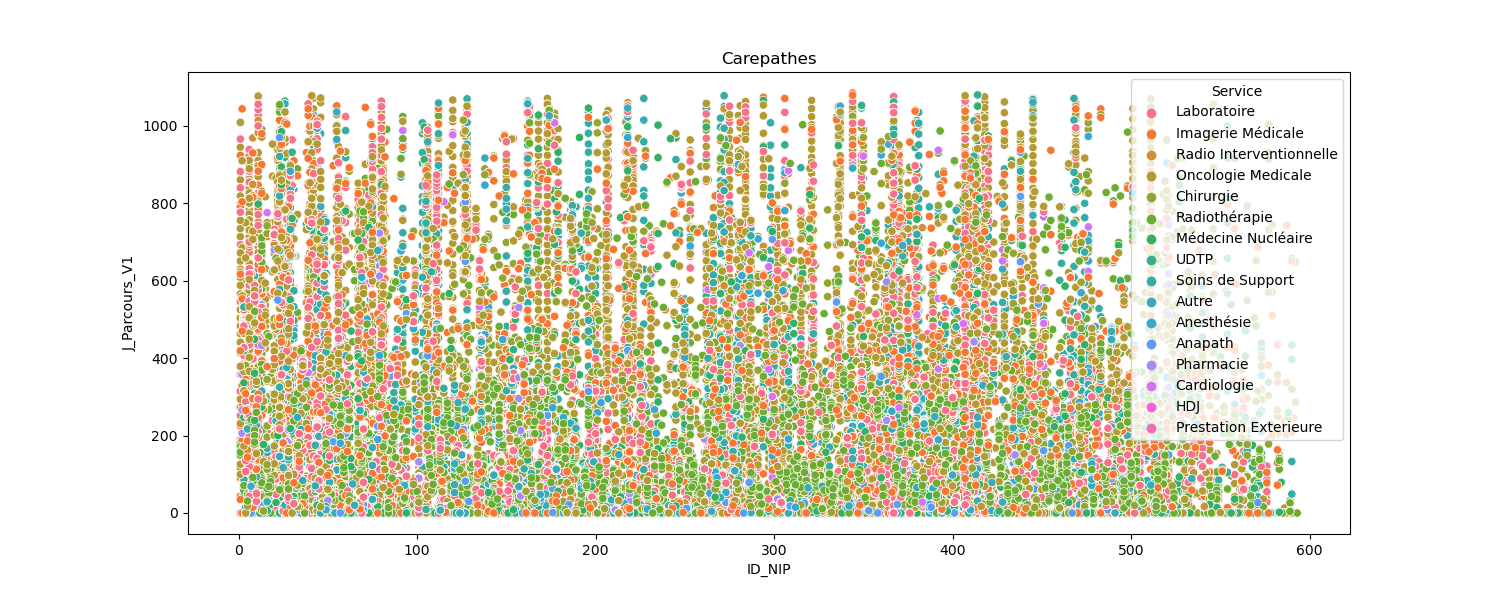 Carepathes
J_Parcours_V1
1000
800
600
400
200
0
0 100 200 300 400 500 600
ID_NIP
Service
Laboratoire
Imagerie Médicale
Radio Interventionnelle
Oncologie Medicale
Chirurgie
Radiothérapie
Médecine Nucléaire
UDTP
Soins de Support
Autre
Anesthésie
Anapath
Pharmacie
Cardiologie
HDJ
Prestation Exterieure